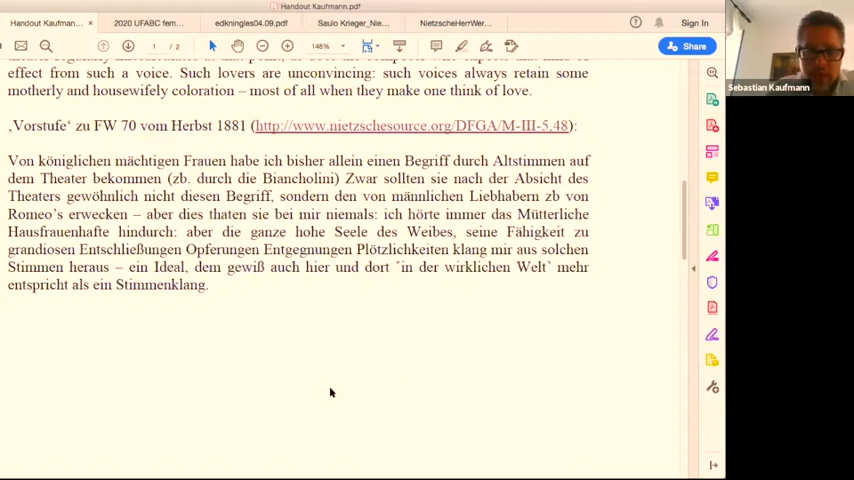 Handout Kaufmann.pdf
Handout Kaufmann... ×
2020 UFABC fem...
edkningles04.09.pdf
Saulo Krieger_Nie...
NietzscheHerrWer...
Sign In
1 / 2
148%
Share
Sebastian Kaufmann
effect from such a voice. Such lovers are unconvincing: such voices always retain some
motherly and housewifely coloration – most of all when they make one think of love.
‚Vorstufe‘ zu FW 70 vom Herbst 1881 (http://www.nietzschesource.org/DFGA/M-III-5,48):
Von königlichen mächtigen Frauen habe ich bisher allein einen Begriff durch Altstimmen auf
dem Theater bekommen (zb. durch die Biancholini) Zwar sollten sie nach der Absicht des
Theaters gewöhnlich nicht diesen Begriff, sondern den von männlichen Liebhabern zb von
Romeo’s erwecken – aber dies thaten sie bei mir niemals: ich hörte immer das Mütterliche
Hausfrauenhafte hindurch: aber die ganze hohe Seele des Weibes, seine Fähigkeit zu
grandiosen Entschließungen Opferungen Entgegnungen Plötzlichkeiten klang mir aus solchen
Stimmen heraus – ein Ideal, dem gewiß auch hier und dort ´in der wirklichen Welt` mehr
entspricht als ein Stimmenklang.